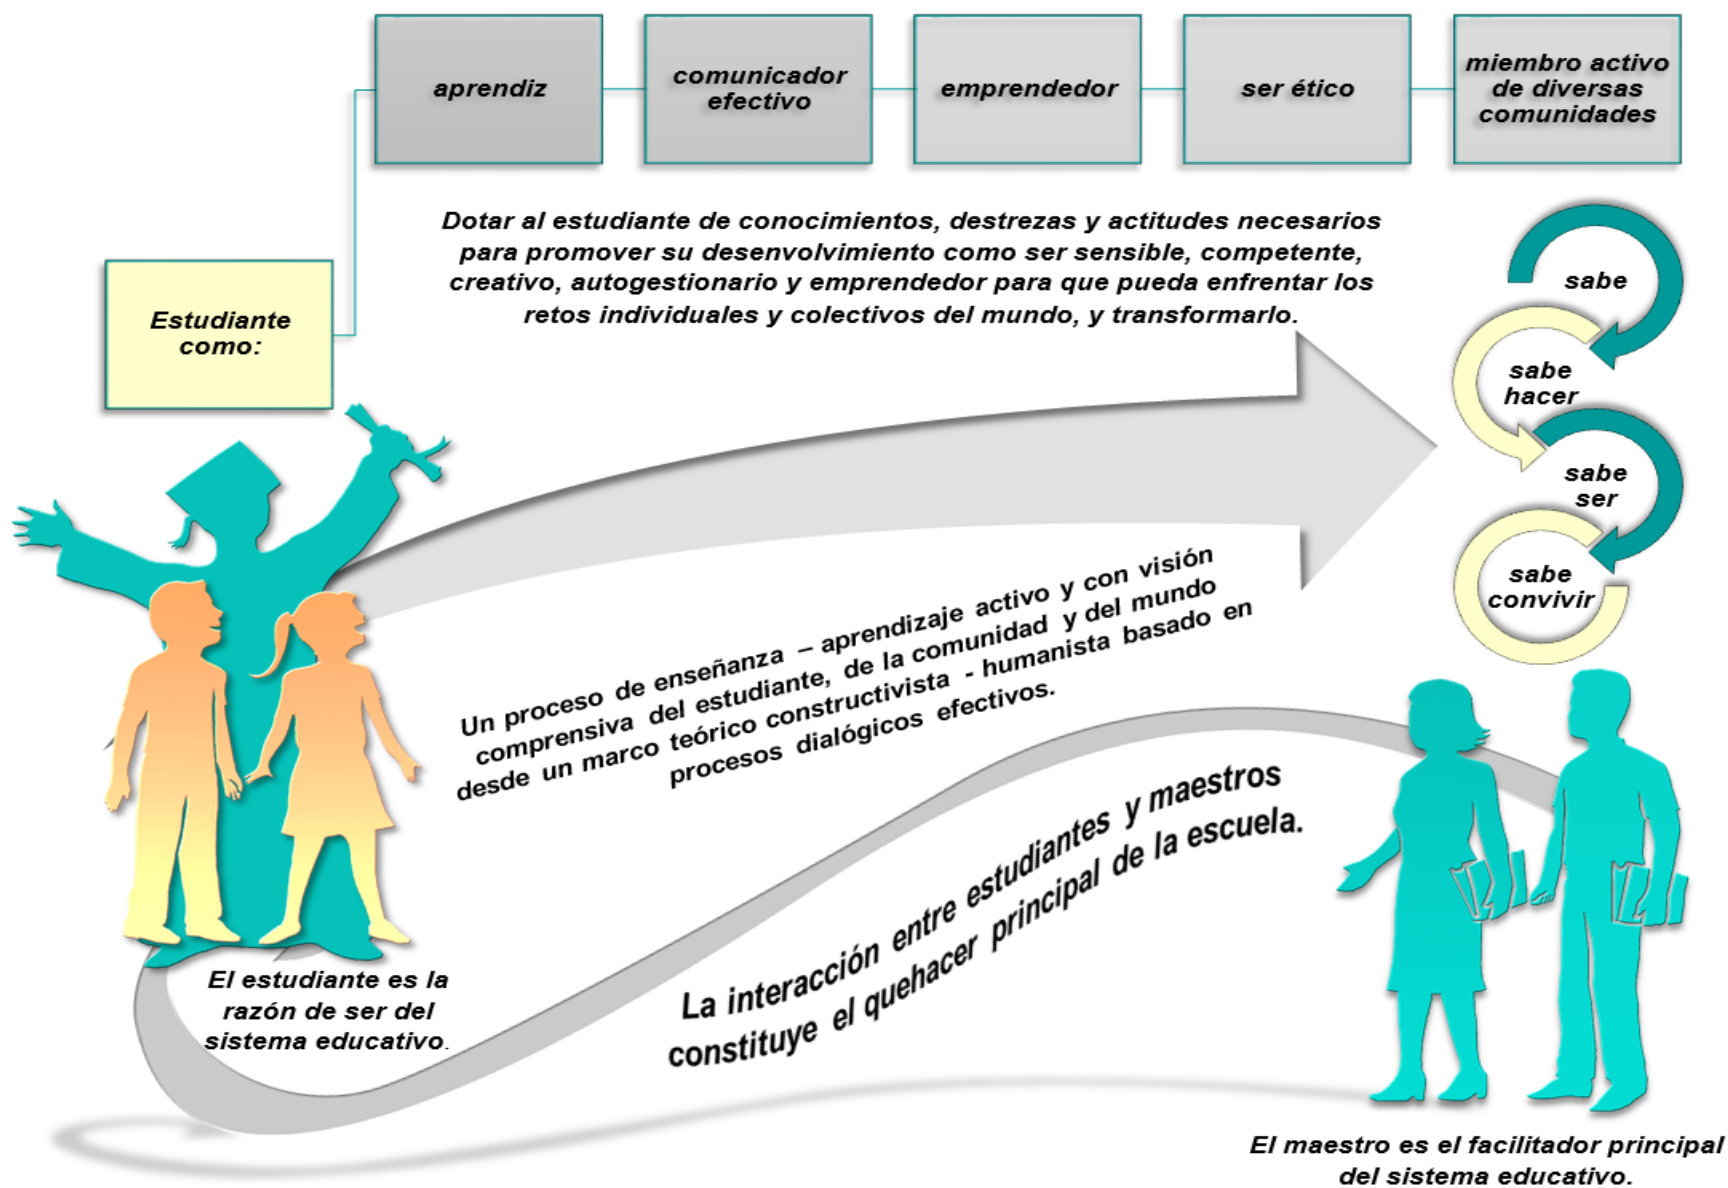 aprendiz
comunicador
efectivo
emprendedor
ser ético
miembro activo
de diversas
comunidades
Estudiante
como:
Dotar al estudiante de conocimientos, destrezas y actitudes necesarios
para promover su desenvolvimiento como ser sensible, competente,
creativo, autogestionario y emprendedor para que pueda enfrentar los
retos individuales y colectivos del mundo, y transformarlo.
sabe
sabe
hacer
sabe
ser
sabe
convivir
Un proceso de enseñanza – aprendizaje activo y con visión
comprensiva del estudiante, de la comunidad y del mundo
desde un marco teórico constructivista - humanista basado en
procesos dialógicos efectivos.
La interacción entre estudiantes y maestros
constituye el quehacer principal de la escuela.
El estudiante es la
razón de ser del
sistema educativo.
El maestro es el facilitador principal
del sistema educativo.